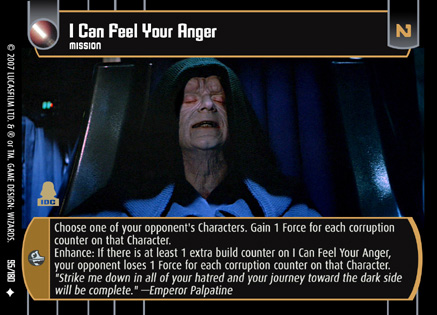 I Can Feel Your Anger
N
MISSION
© 2007 LUCASFILM LTD. & ® OR TM. GAME DESIGN: WIZARDS.
95/180
IDC
Choose one of your opponent's Characters. Gain 1 Force for each corruption
counter on that Character.
Enhance: If there is at least 1 extra build counter on I Can Feel Your Anger,
your opponent loses 1 Force for each corruption counter on that Character.
"Strike me down in all of your hatred and your journey toward the dark side
will be complete." —Emperor Palpatine